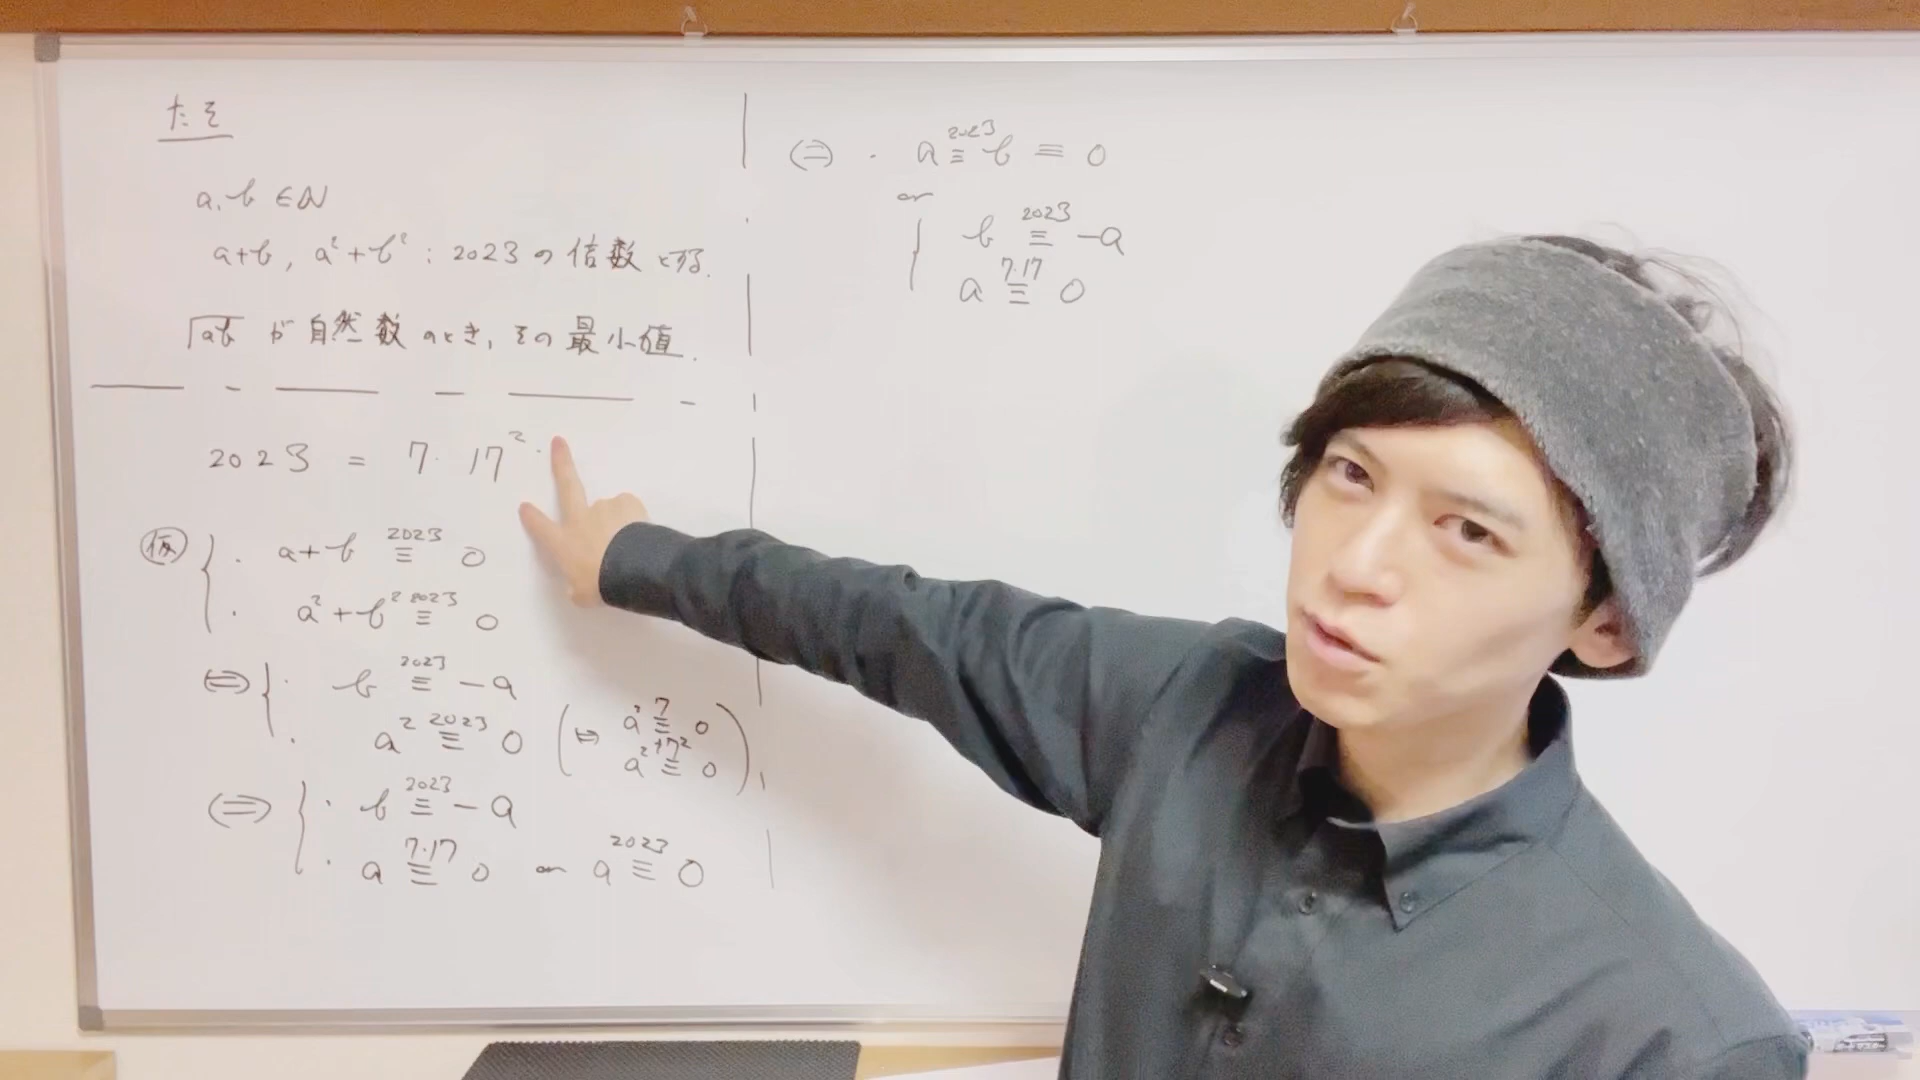 たそ
a, b ∈ N
a+b, a²+b² : 2023の倍数とする.
√ab が自然数のとき, その最小値.
2023 = 7・17²
仮 { ・ a+b ≡ 0 (2023)
・ a²+b² ≡ 0 (2023)
⇔ { ・ b ≡ -a (2023)
・ a² ≡ 0 (2023) (⇔ a² ≡ 0 (7)
a² ≡ 0 (17²))
⇔ { ・ b ≡ -a (2023)
・ a ≡ 0 (7・17) or a ≡ 0 (2023)
⇔ ・ a ≡ b ≡ 0 (2023)
or
{ b ≡ -a (2023)
a ≡ 0 (7・17)